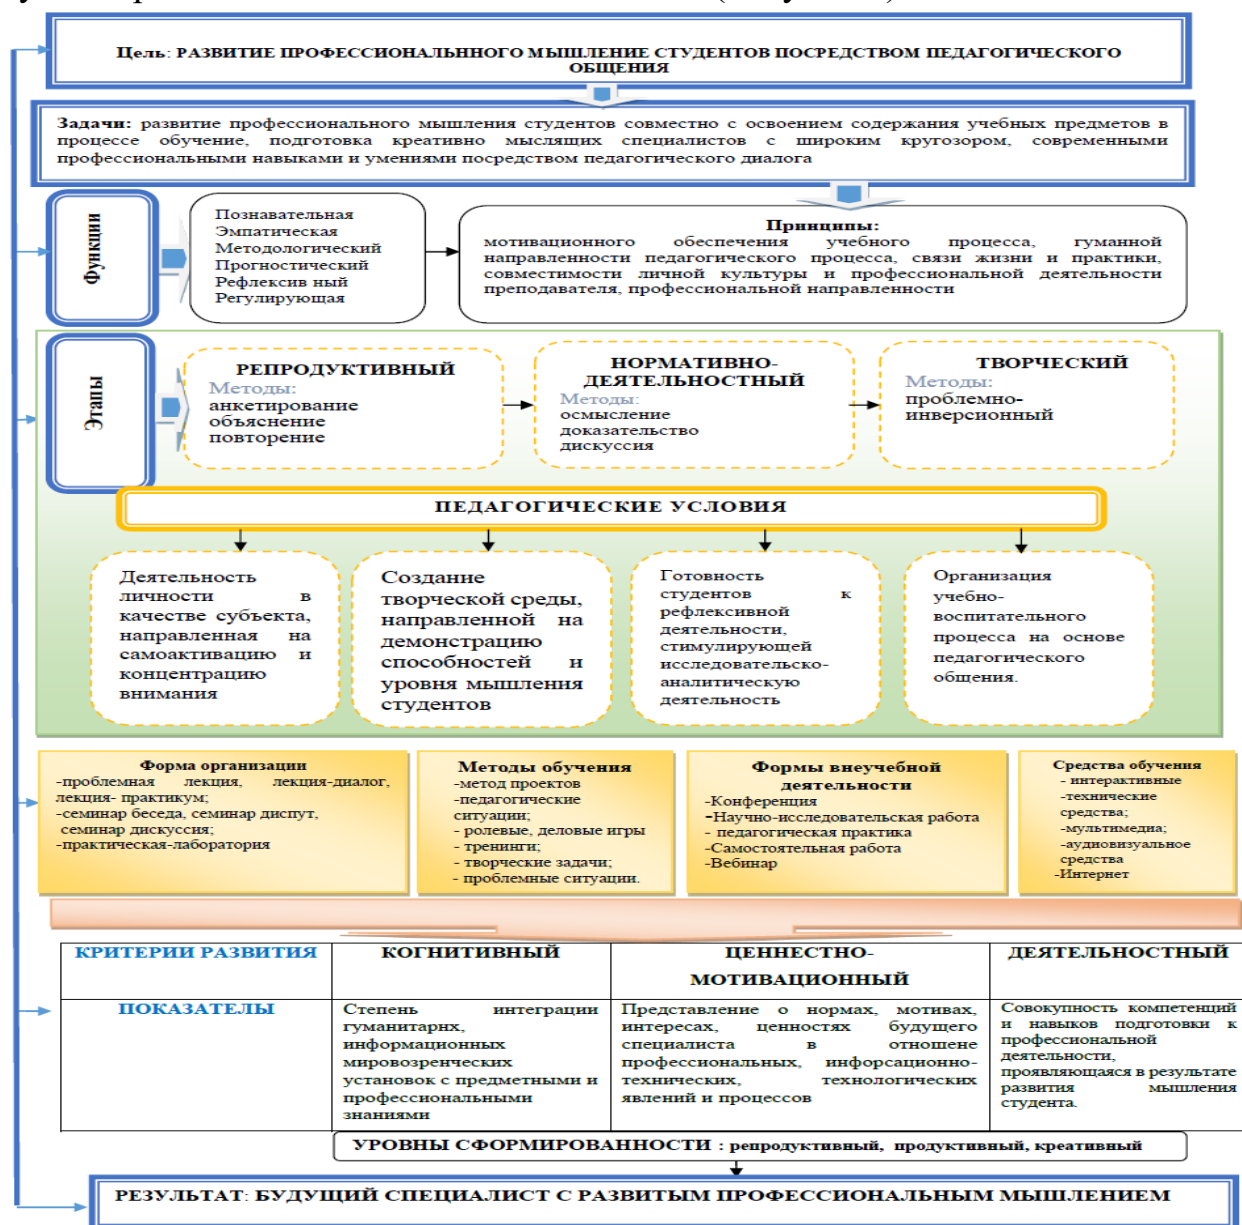 Цель: РАЗВИТИЕ ПРОФЕССИОНАЛЬННОГО МЫШЛЕНИЕ СТУДЕНТОВ ПОСРЕДСТВОМ ПЕДАГОГИЧЕСКОГО
ОБЩЕНИЯ
Задачи: развитие профессионального мышления студентов совместно с освоением содержания учебных предметов в
процессе обучение, подготовка креативно мыслящих специалистов с широким кругозором, современными
профессиональными навыками и умениями посредством педагогического диалога
Функции
Познавательная
Эмпатическая
Методологический
Прогностический
Рефлексив ный
Регулирующая
Принципы:
мотивационного обеспечения учебного процесса, гуманной
направленности педагогического процесса, связи жизни и практики,
совместимости личной культуры и профессиональной деятельности
преподавателя, профессиональной направленности
Этапы
РЕПРОДУКТИВНЫЙ
Методы:
анкетирование
объяснение
повторение
НОРМАТИВНО-
ДЕЯТЕЛЬНОСТНЫЙ
Методы:
осмысление
доказательство
дискуссия
ТВОРЧЕСКИЙ
Методы:
проблемно-
инверсионный
ПЕДАГОГИЧЕСКИЕ УСЛОВИЯ
Деятельность
личности в
качестве субъекта,
направленная на
самоактивацию и
концентрацию
внимания
Создание
творческой среды,
направленной на
демонстрацию
способностей и
уровня мышления
студентов
Готовность
студентов к
рефлексивной
деятельности,
стимулирующей
исследовательско-
аналитическую
деятельность
Организация
учебно-
воспитательного
процесса на основе
педагогического
общения.
Форма организации
-проблемная лекция, лекция-диалог,
лекция- практикум;
-семинар беседа, семинар диспут,
семинар дискуссия;
-практическая-лаборатория
Методы обучения
-метод проектов
-педагогические
ситуации;
- ролевые, деловые игры
- тренинги;
- творческие задачи;
- проблемные ситуации.
Формы внеучебной
деятельности
-Конференция
-Научно-исследовательская работа
- педагогическая практика
-Самостоятельная работа
-Вебинар
Средства обучения
- интерактивные
-технические
средства;
-мультимедиа;
-аудиовизуальное
средства
-Интернет
КРИТЕРИИ РАЗВИТИЯ
КОГНИТИВНЫЙ
ЦЕННЕСТНО-
МОТИВАЦИОННЫЙ
ДЕЯТЕЛЬНОСТНЫЙ
ПОКАЗАТЕЛЫ
Степень интеграции
гуманитарнх,
информационных
мировозренческих
установок с предметными и
профессиональными
знаниями
Представление о нормах, мотивах,
интересах, ценностях будущего
специалиста в отношене
профессиональных, инфорсационно-
технических, технологических
явлений и процессов
Совокупность компетенций
и навыков подготовки к
профессиональной
деятельности,
проявляющаяся в результате
развития мышления
студента.
УРОВНЫ СФОРМИРОВАННОСТИ : репродуктивный, продуктивный, креативный
РЕЗУЛЬТАТ: БУДУЩИЙ СПЕЦИАЛИСТ С РАЗВИТЫМ ПРОФЕССИОНАЛЬНЫМ МЫШЛЕНИЕМ